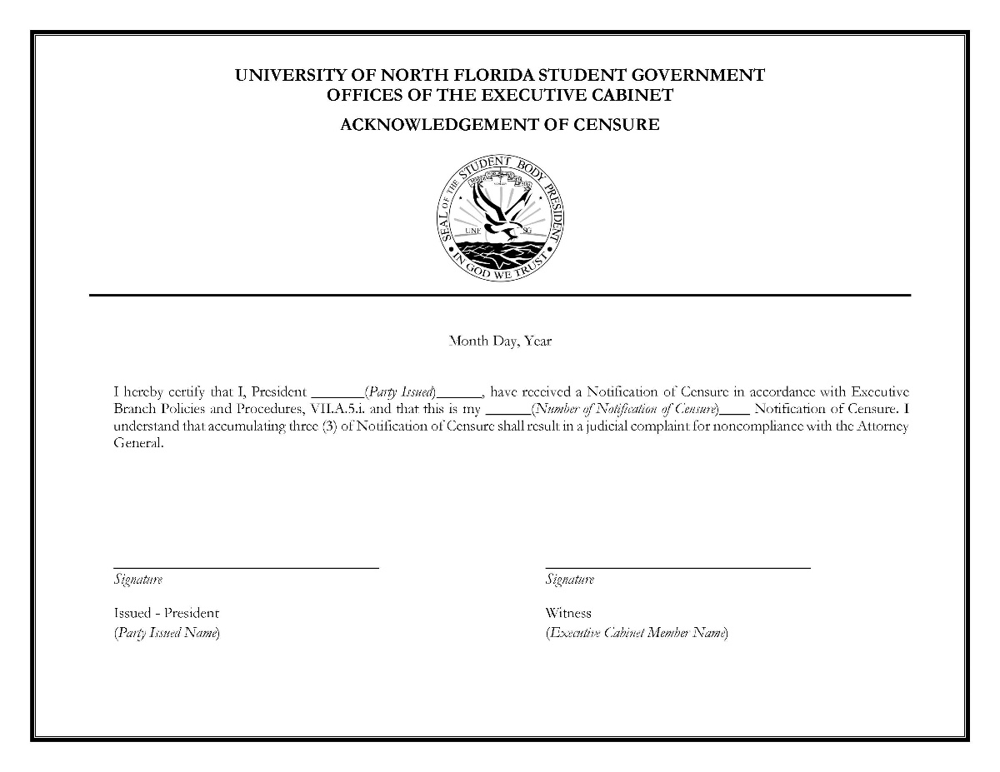 UNIVERSITY OF NORTH FLORIDA STUDENT GOVERNMENT
OFFICES OF THE EXECUTIVE CABINET
ACKNOWLEDGEMENT OF CENSURE
SEAL OF THE STUDENT BODY PRESIDENT
UNF SG
IN GOD WE TRUST
Month Day, Year
I hereby certify that I, President _______(Party Issued)______, have received a Notification of Censure in accordance with Executive
Branch Policies and Procedures, VII.A.5.i. and that this is my ______(Number of Notification of Censure)____ Notification of Censure. I
understand that accumulating three (3) of Notification of Censure shall result in a judicial complaint for noncompliance with the Attorney
General.
Signature Signature
Issued - President Witness
(Party Issued Name) (Executive Cabinet Member Name)